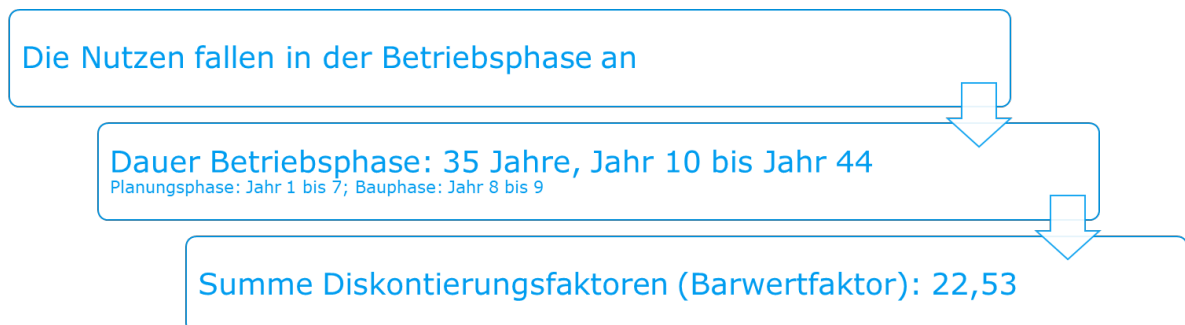 Die Nutzen fallen in der Betriebsphase an
Dauer Betriebsphase: 35 Jahre, Jahr 10 bis Jahr 44
Planungsphase: Jahr 1 bis 7; Bauphase: Jahr 8 bis 9
Summe Diskontierungsfaktoren (Barwertfaktor): 22,53